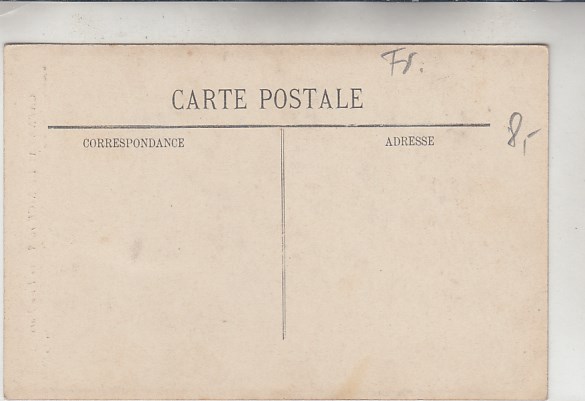 Fr.
CARTE POSTALE
8,-
CORRESPONDANCE
ADRESSE